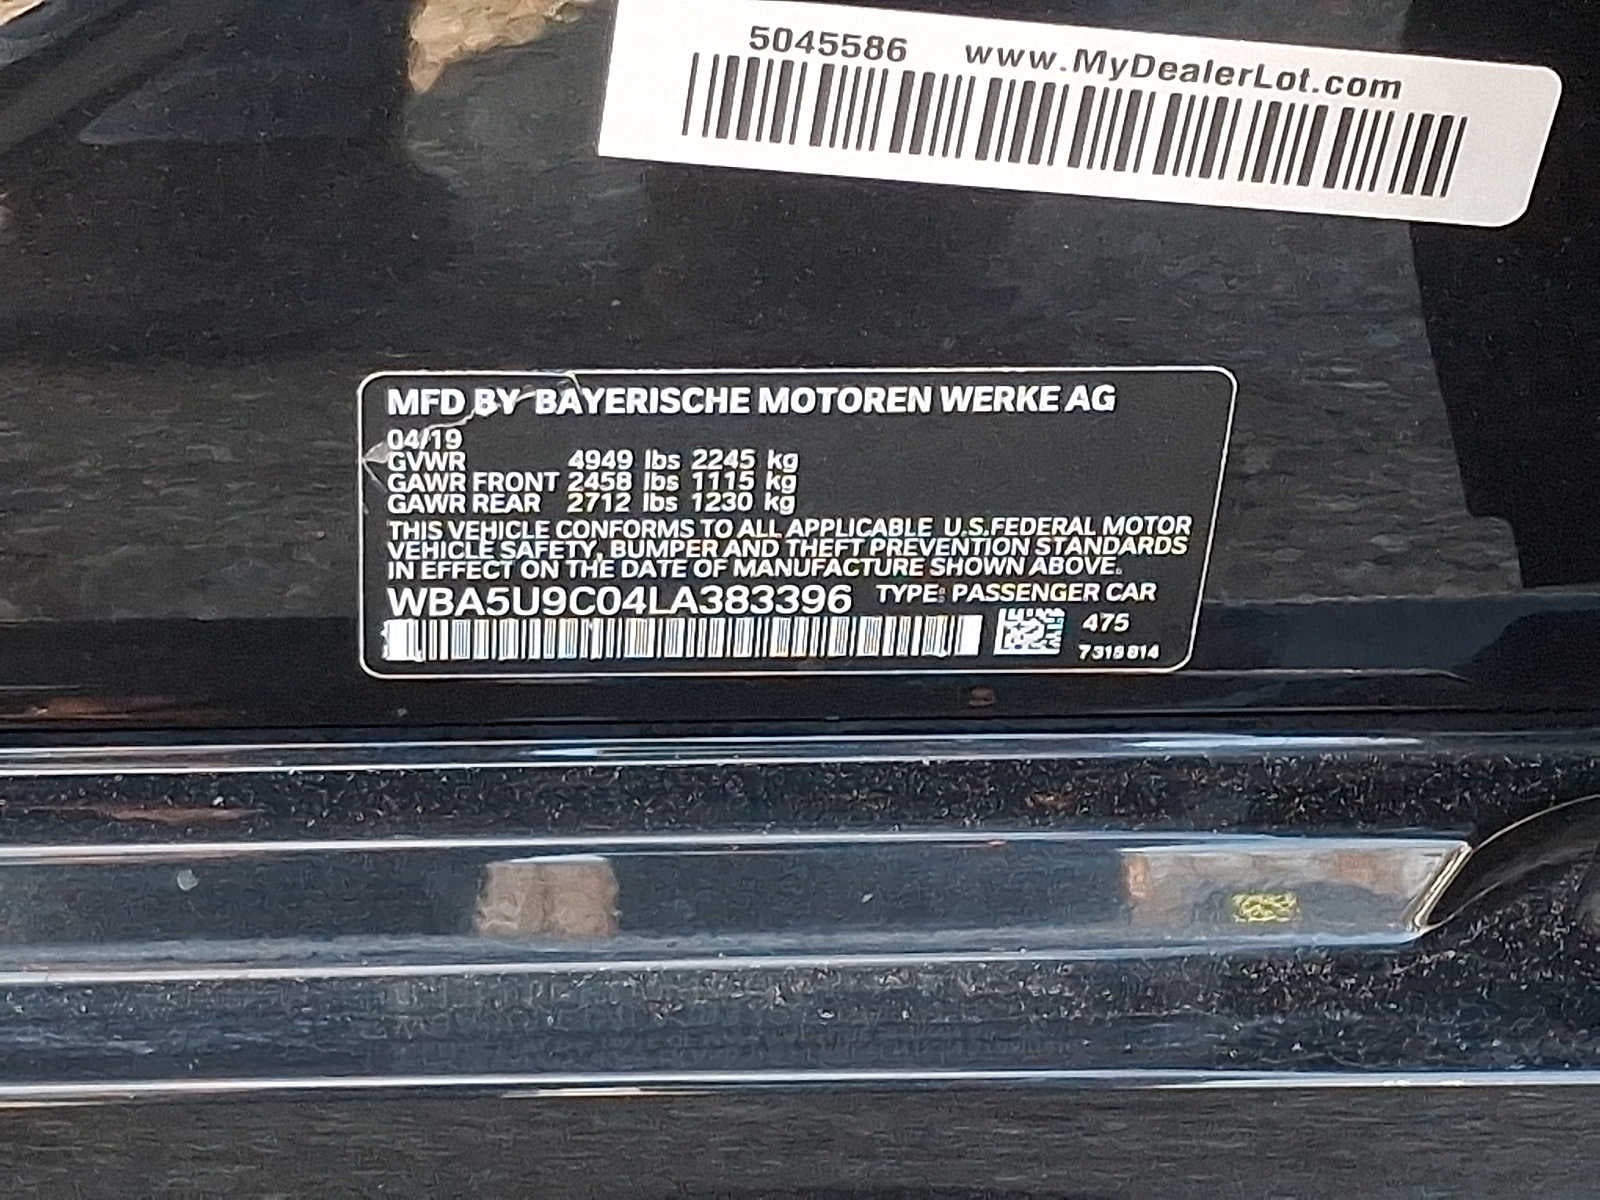 5045586 www.MyDealerLot.com
MFD BY BAYERISCHE MOTOREN WERKE AG
04/19
GVWR 4949 lbs 2245 kg
GAWR FRONT 2458 lbs 1115 kg
GAWR REAR 2712 lbs 1230 kg
THIS VEHICLE CONFORMS TO ALL APPLICABLE U.S.FEDERAL MOTOR
VEHICLE SAFETY, BUMPER AND THEFT PREVENTION STANDARDS
IN EFFECT ON THE DATE OF MANUFACTURE SHOWN ABOVE.
WBA5U9C04LA383396 TYPE: PASSENGER CAR
475
7319814